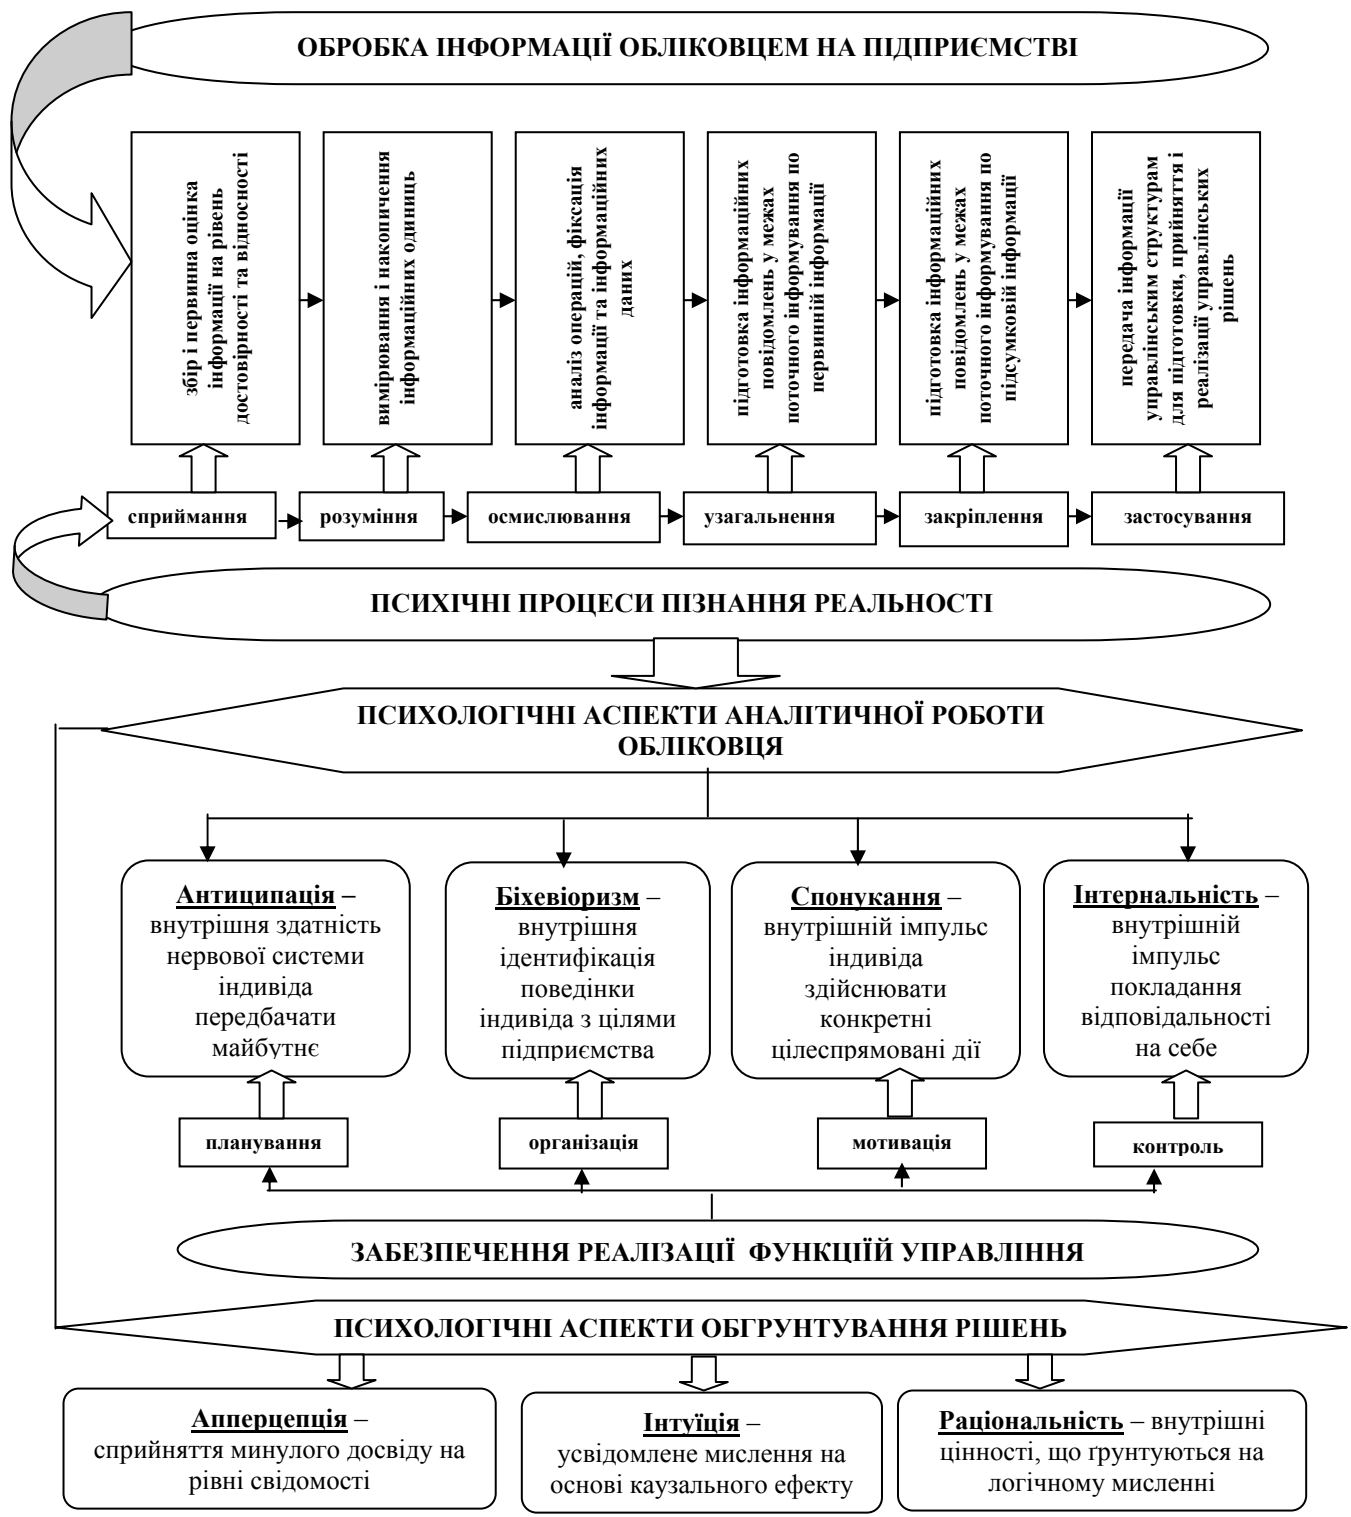 ОБРОБКА ІНФОРМАЦІЇ ОБЛІКОВЦЕМ НА ПІДПРИЄМСТВІ
збір і первинна оцінка
інформації на рівень
достовірності та відносності
вимірювання і накопичення
інформаційних одиниць
аналіз операцій, фіксація
інформації та інформаційних
даних
підготовка інформаційних
повідомлень у межах
поточного інформування по
первинній інформації
підготовка інформаційних
повідомлень у межах
поточного інформування по
підсумковій інформації
передача інформації
управлінським структурам
для підготовки, прийняття і
реалізації управлінських
рішень
сприймання
розуміння
осмислювання
узагальнення
закріплення
застосування
ПСИХІЧНІ ПРОЦЕСИ ПІЗНАННЯ РЕАЛЬНОСТІ
ПСИХОЛОГІЧНІ АСПЕКТИ АНАЛІТИЧНОЇ РОБОТИ
ОБЛІКОВЦЯ
Антиципація –
внутрішня здатність
нервової системи
індивіда
передбачати
майбутнє
Біхевіоризм –
внутрішня
ідентифікація
поведінки
індивіда з цілями
підприємства
Спонукання –
внутрішній імпульс
індивіда
здійснювати
конкретні
цілеспрямовані дії
Інтернальність –
внутрішній
імпульс
покладання
відповідальності
на себе
планування
організація
мотивація
контроль
ЗАБЕЗПЕЧЕННЯ РЕАЛІЗАЦІЇ ФУНКЦІЇЙ УПРАВЛІННЯ
ПСИХОЛОГІЧНІ АСПЕКТИ ОБГРУНТУВАННЯ РІШЕНЬ
Апперцепція –
сприйняття минулого досвіду на
рівні свідомості
Інтуїція –
усвідомлене мислення на
основі каузального ефекту
Раціональність – внутрішні
цінності, що ґрунтуються на
логічному мисленні